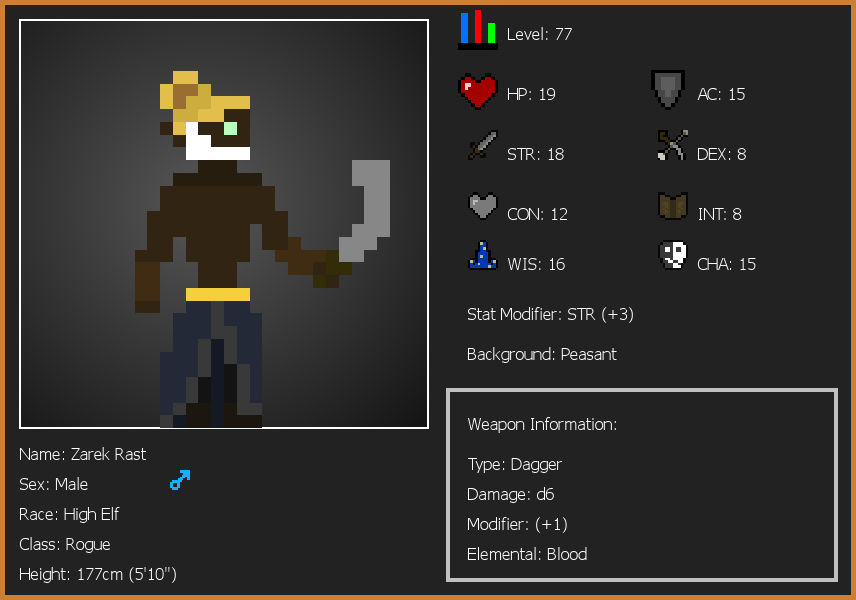 Level: 77
HP: 19
AC: 15
STR: 18
DEX: 8
CON: 12
INT: 8
WIS: 16
CHA: 15
Stat Modifier: STR (+3)
Background: Peasant
Weapon Information:
Type: Dagger
Damage: d6
Modifier: (+1)
Elemental: Blood
Name: Zarek Rast
Sex: Male
Race: High Elf
Class: Rogue
Height: 177cm (5'10")